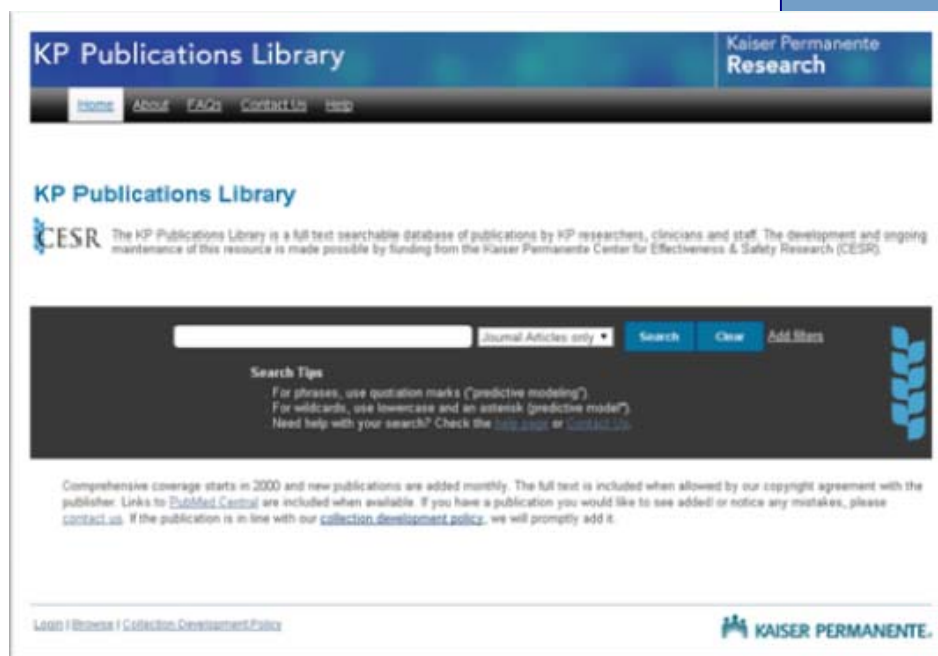 KP Publications Library
Kaiser Permanente
Research
Home About FAQs Contact Us Help
KP Publications Library
CESR The KP Publications Library is a full text searchable database of publications by KP researchers, clinicians and staff. The development and ongoing
maintenance of this resource is made possible by funding from the Kaiser Permanente Center for Effectiveness & Safety Research (CESR).
Journal Articles only Search Clear Add filters
Search Tips
For phrases, use quotation marks ("predictive modeling")
For wildcards, use lowercase and an asterisk (predictive model*).
Need help with your search? Check the help page or Contact Us.
Comprehensive coverage starts in 2000 and new publications are added monthly. The full text is included when allowed by our copyright agreement with the
publisher. Links to PubMed Central are included when available. If you have a publication you would like to see added or notice any mistakes, please
contact us. If the publication is in line with our collection development policy, we will promptly add it.
Login | Browse | Collection Development Policy
KAISER PERMANENTE.